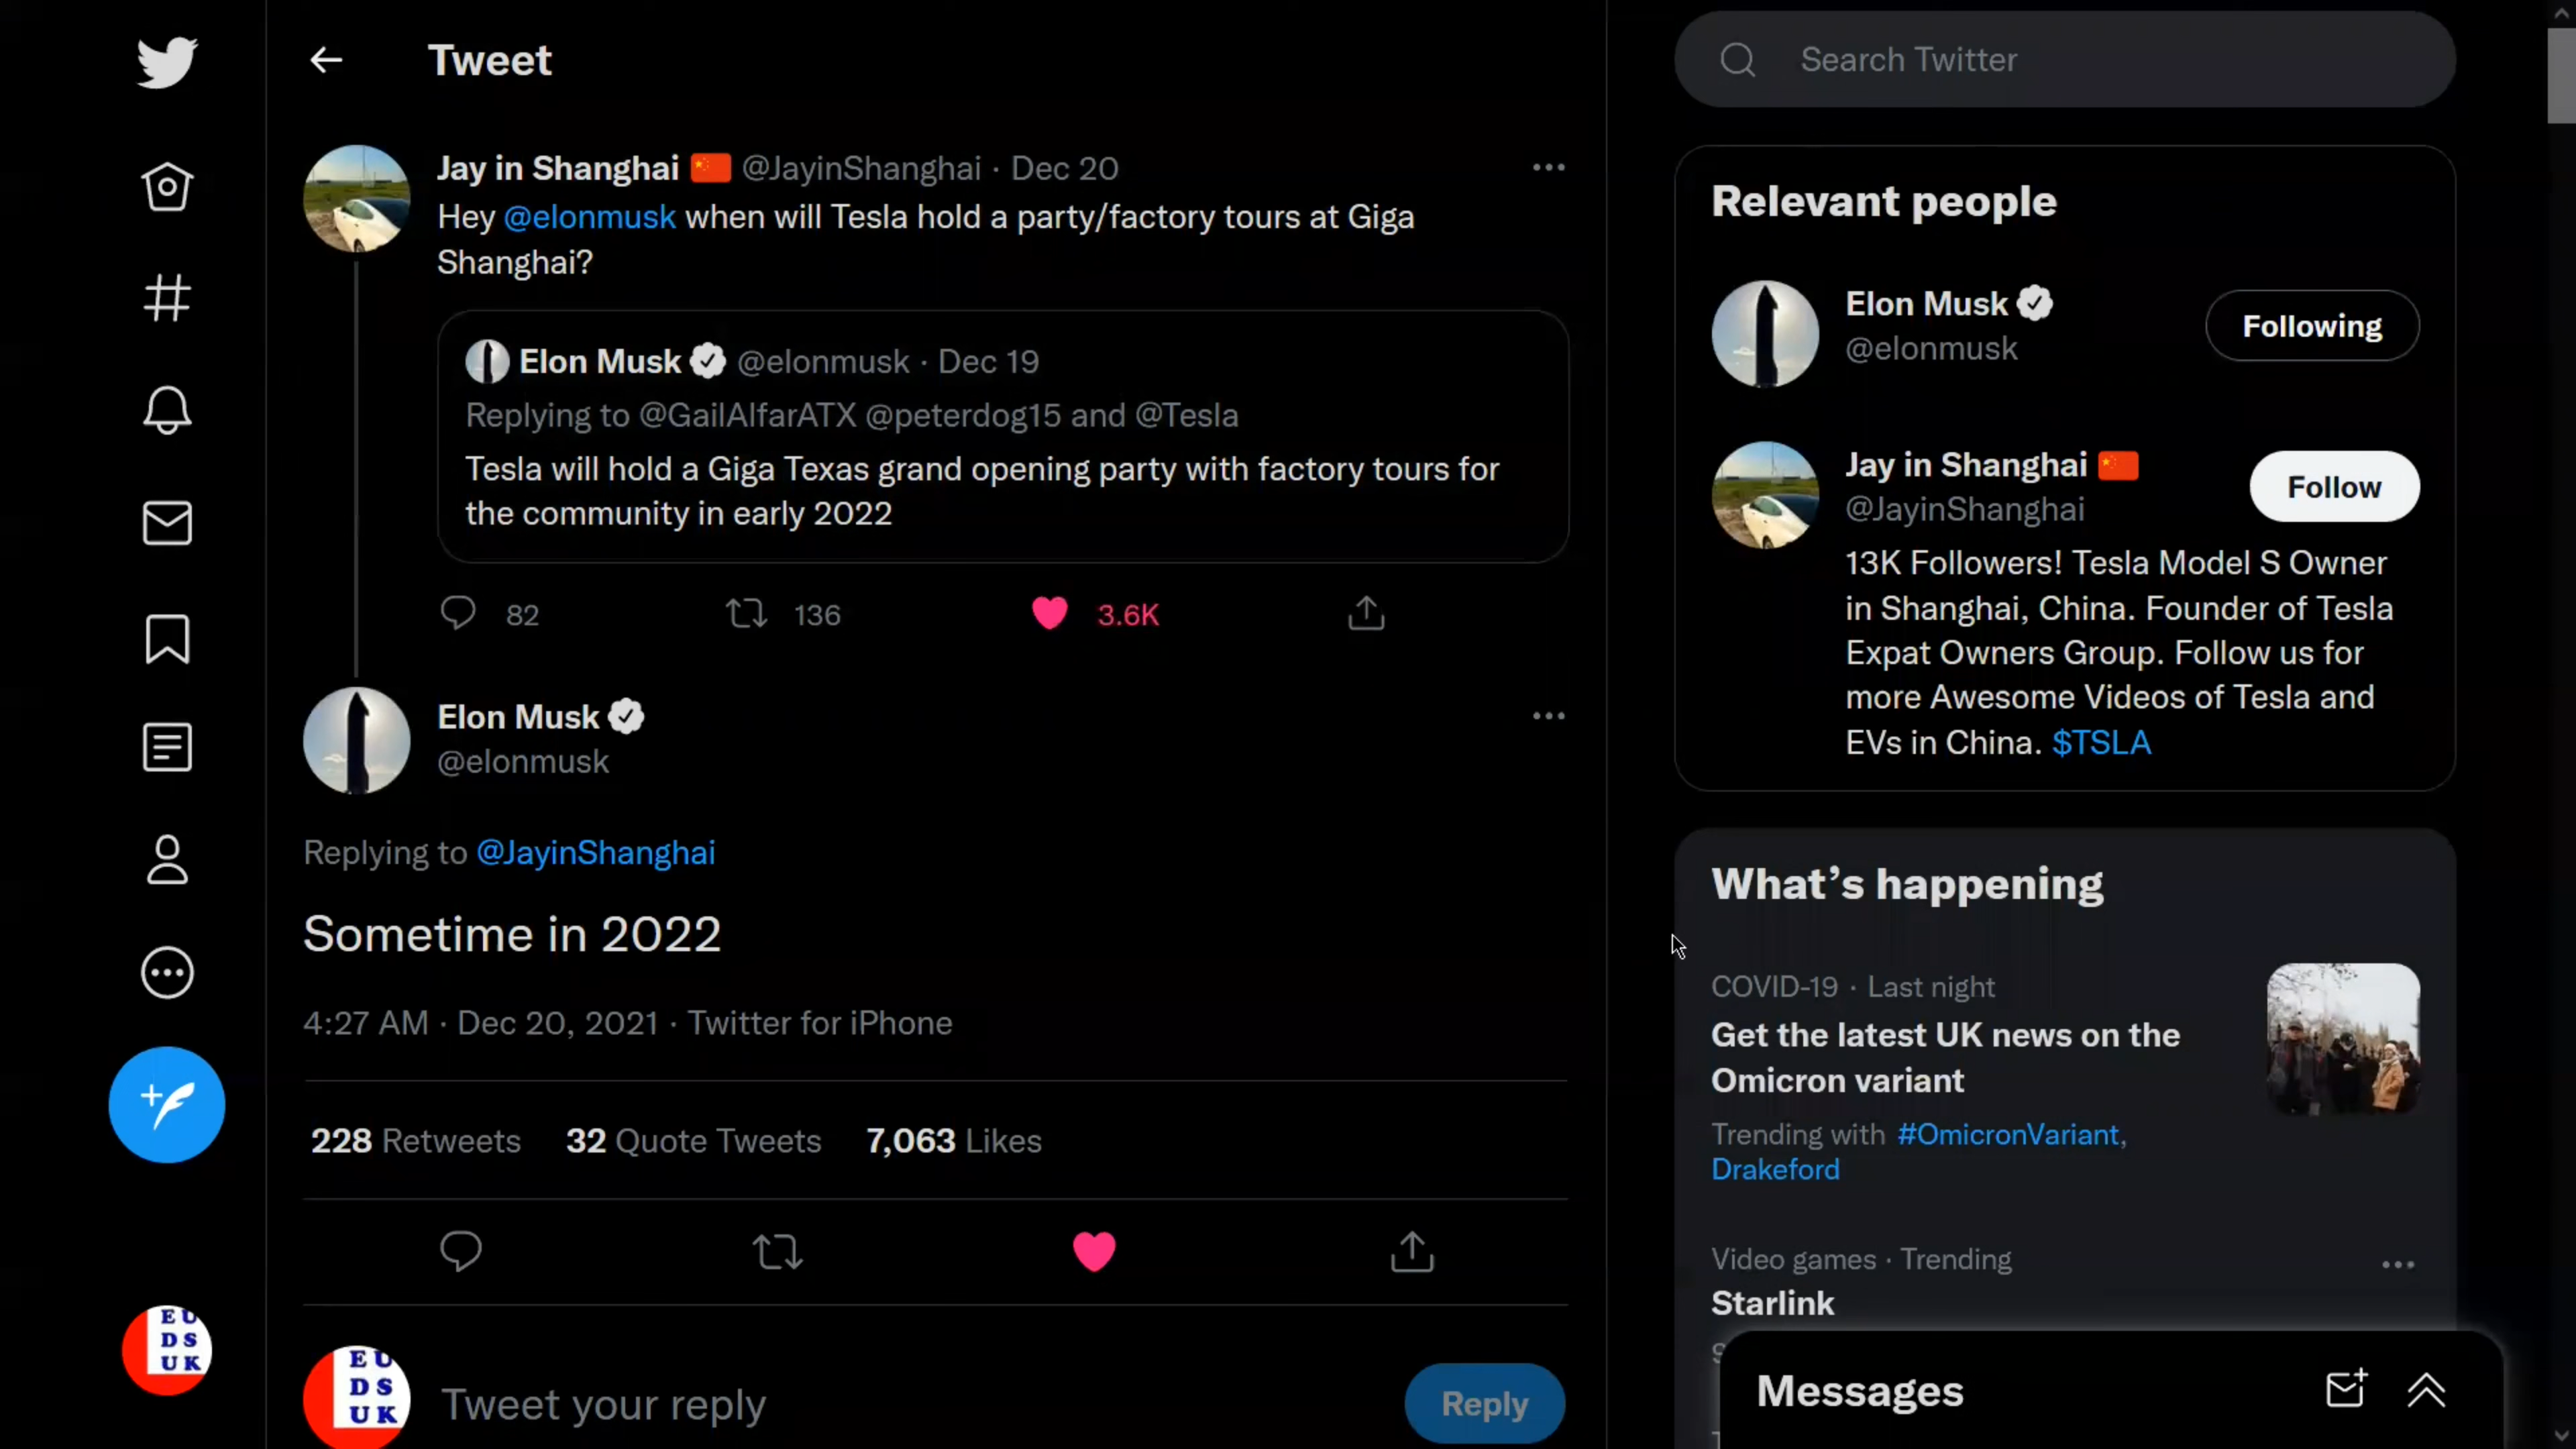 Tweet
Jay in Shanghai 🇨🇳 @JayinShanghai · Dec 20
Hey @elonmusk when will Tesla hold a party/factory tours at Giga
Shanghai?
Elon Musk @elonmusk · Dec 19
Replying to @GailAlfarATX @peterdog15 and @Tesla
Tesla will hold a Giga Texas grand opening party with factory tours for
the community in early 2022
82 136 3.6K
Elon Musk
@elonmusk
Replying to @JayinShanghai
Sometime in 2022
4:27 AM · Dec 20, 2021 · Twitter for iPhone
228 Retweets 32 Quote Tweets 7,063 Likes
EU
DS
UK
EU
DS
UK
Tweet your reply
Reply
Search Twitter
Relevant people
Elon Musk
@elonmusk
Following
Jay in Shanghai 🇨🇳
@JayinShanghai
Follow
13K Followers! Tesla Model S Owner
in Shanghai, China. Founder of Tesla
Expat Owners Group. Follow us for
more Awesome Videos of Tesla and
EVs in China. $TSLA
What’s happening
COVID-19 · Last night
Get the latest UK news on the
Omicron variant
Trending with #OmicronVariant,
Drakeford
Video games · Trending
Starlink
Messages